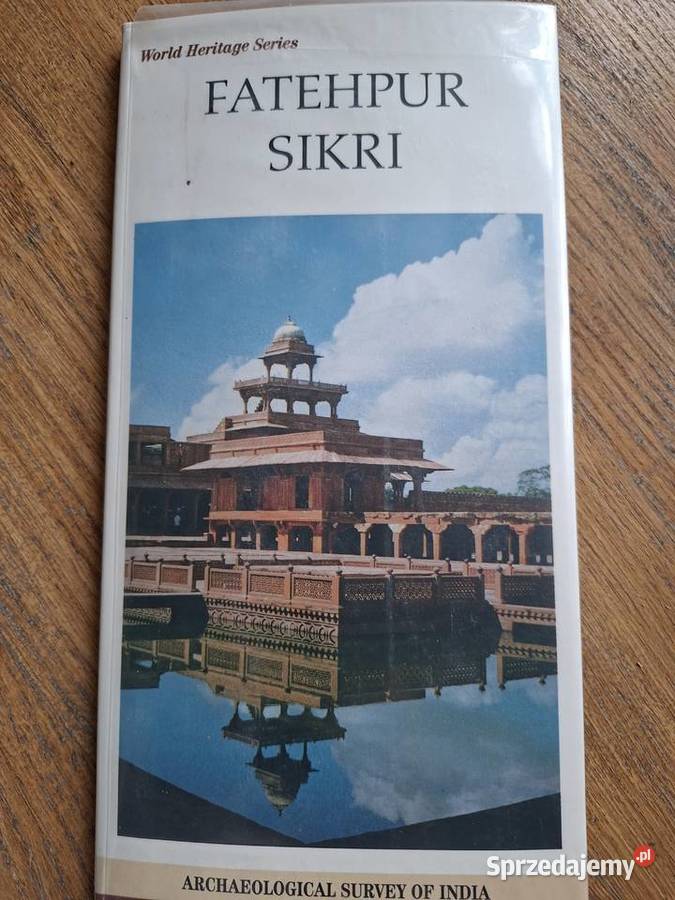 World Heritage Series
FATEHPUR
SIKRI
ARCHAEOLOGICAL SURVEY OF INDIA
Sprzedajemy.pl